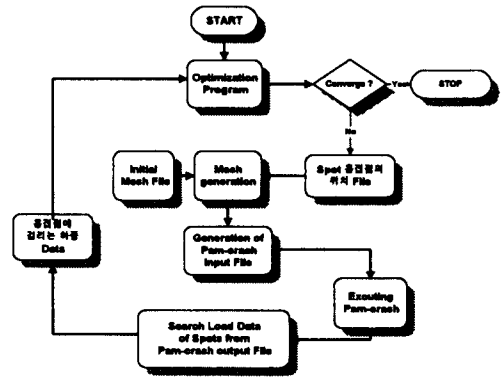 START
Optimization
Program
Converge ?
Yes
STOP
No
Initial
Mesh File
Mesh
generation
Spot 용접점의
위치 File
용접점에
걸리는 하중
Data
Generation of
Pam-crash
Input File
Excuting
Pam-crash
Search Load Data
of Spots from
Pam-crash output File